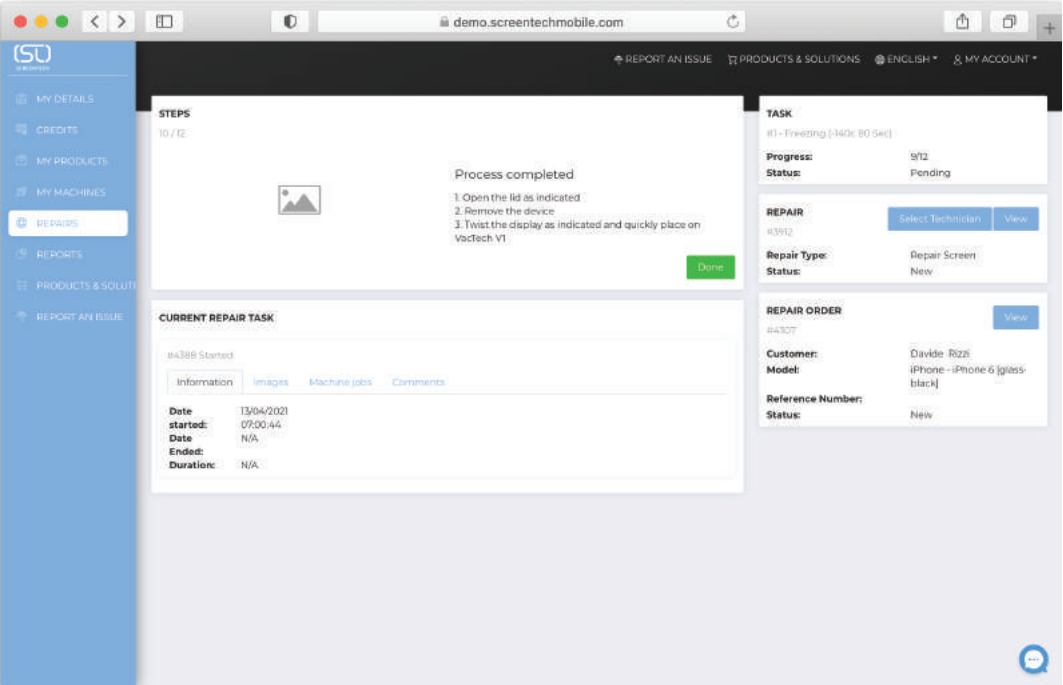 demo.screentechmobile.com
SCREENTECH
REPORT AN ISSUE
PRODUCTS & SOLUTIONS
ENGLISH
MY ACCOUNT
MY DETAILS
CREDITS
MY PRODUCTS
MY MACHINES
REPAIRS
REPORTS
PRODUCTS & SOLUTI
REPORT AN ISSUE
STEPS
10 / 12
Process completed
1. Open the lid as indicated
2. Remove the device
3. Twist the display as indicated and quickly place on
VacTech V1
Done
CURRENT REPAIR TASK
#4388 Started
Information Images Machine jobs Comments
Date started: 13/04/2021 07:00:44
Date Ended: N/A
Duration: N/A
TASK
#1 - Freezing [-140c 80 Sec]
Progress: 9/12
Status: Pending
REPAIR
Select Technician View
#3912
Repair Type: Repair Screen
Status: New
REPAIR ORDER
View
#4307
Customer: Davide Rizzi
Model: iPhone - iPhone 6 [glass-
black]
Reference Number:
Status: New